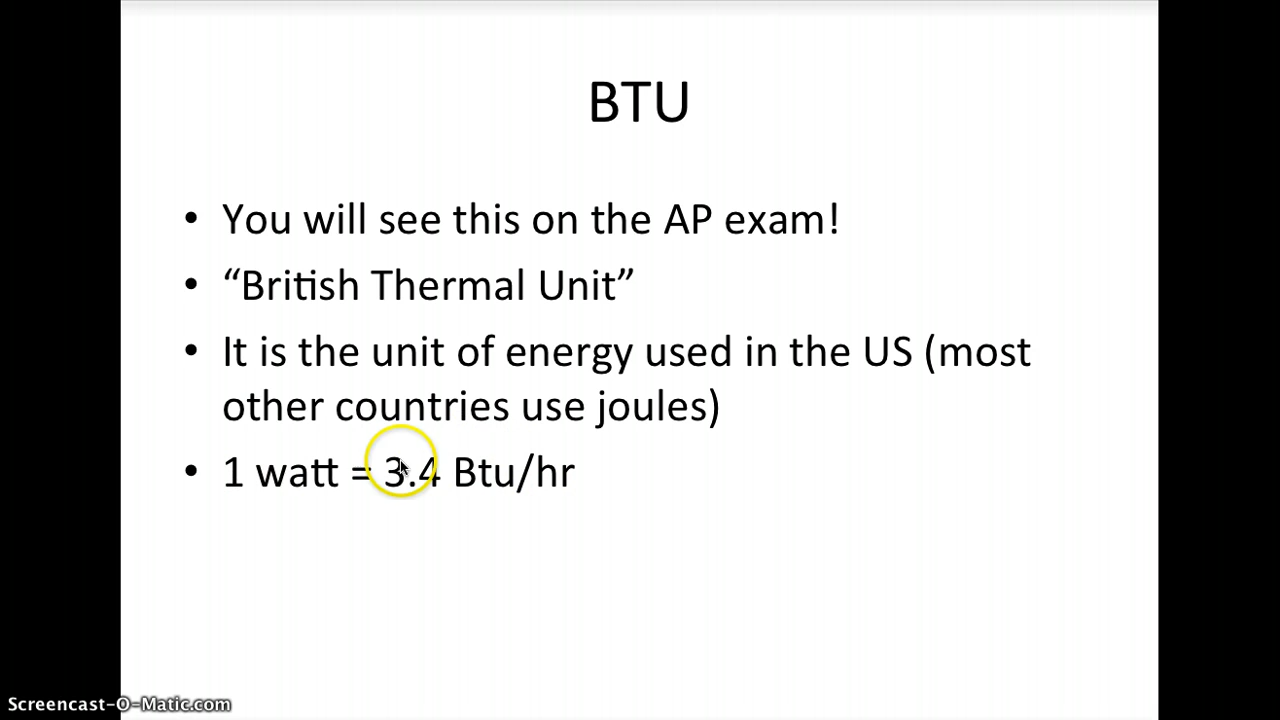 BTU
• You will see this on the AP exam!
• “British Thermal Unit”
• It is the unit of energy used in the US (most
other countries use joules)
• 1 watt = 3.4 Btu/hr
Screencast-O-Matic.com